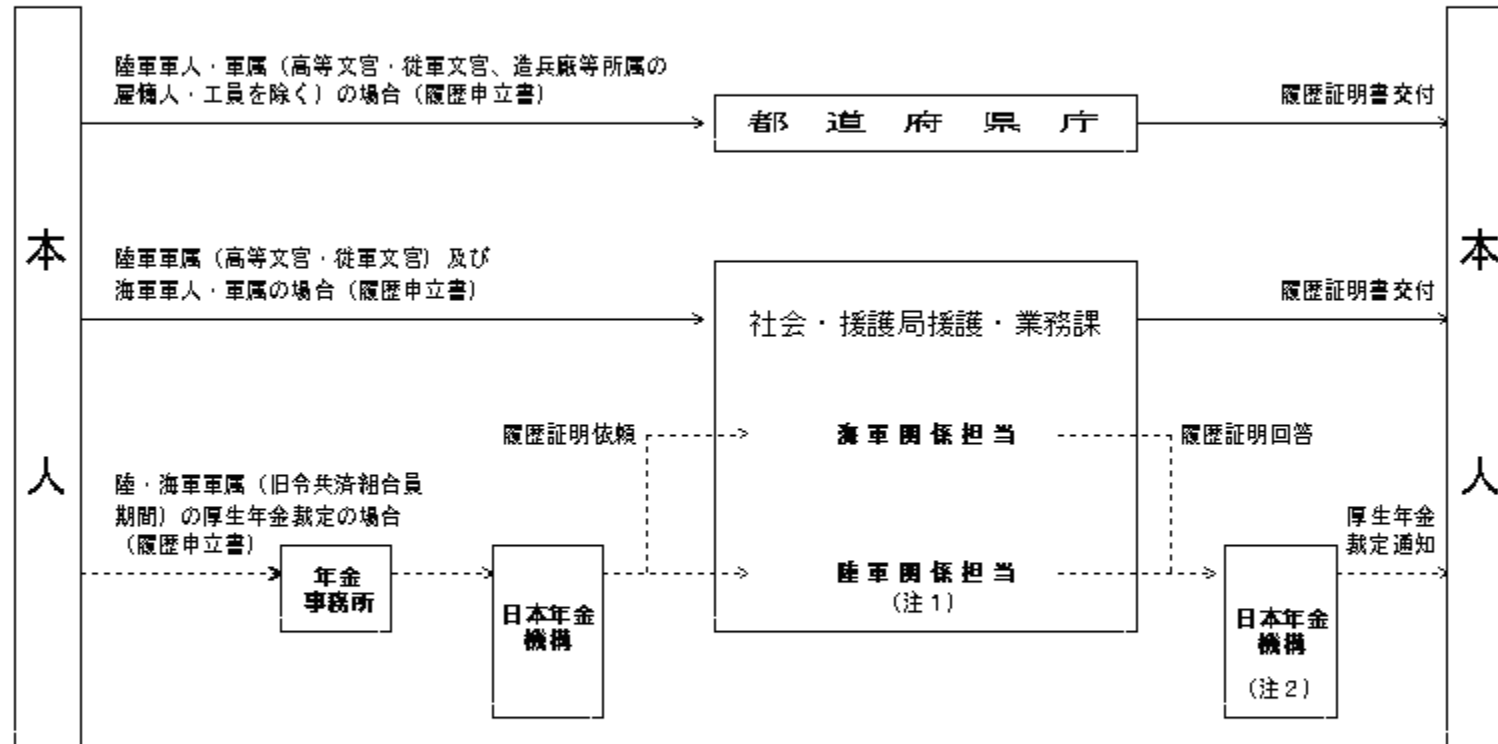 本人
陸軍軍人・軍属（高等文官・従軍文官、造兵廠等所属の
雇傭人・工員を除く）の場合（履歴申立書）
都道府県庁
履歴証明書交付
陸軍軍属（高等文官・従軍文官）及び
海軍軍人・軍属の場合（履歴申立書）
社会・援護局援護・業務課
履歴証明書交付
履歴証明依頼
海軍関係担当
履歴証明回答
陸・海軍軍属（旧令共済組合員
期間）の厚生年金裁定の場合
（履歴申立書）
年金
事務所
日本年金
機構
陸軍関係担当
（注１）
日本年金
機構
（注２）
厚生年金
裁定通知
本人